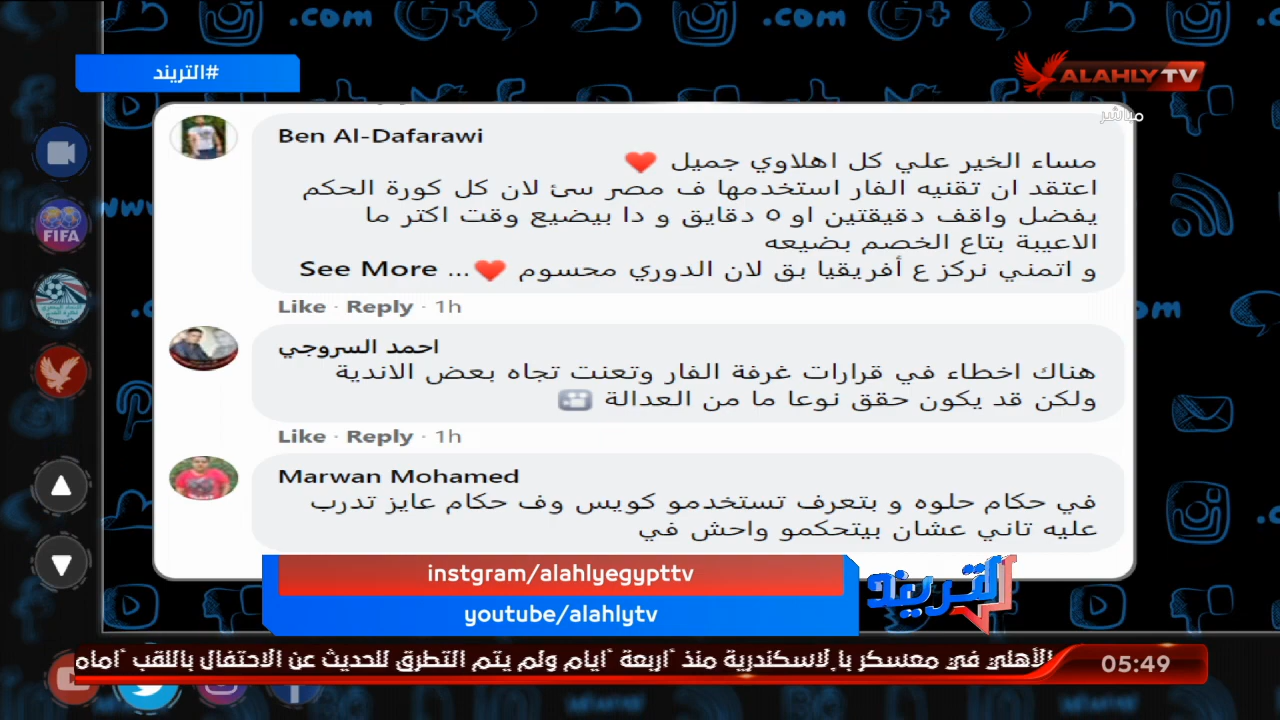 #التريند
ALAHLY TV
مباشر
FIFA
Ben Al-Dafarawi
مساء الخير علي كل اهلاوي جميل ❤
اعتقد ان تقنيه الفار استخدمها ف مصر سئ لان كل كورة الحكم
يفضل واقف دقيقتين او ٥ دقايق و دا بيضيع وقت اكتر ما
الاعيبة بتاع الخصم بضيعه
و اتمني نركز ع أفريقيا بق لان الدوري محسوم ❤... See More
Like · Reply · 1h
احمد السروجي
هناك اخطاء في قرارات غرفة الفار وتعنت تجاه بعض الاندية
ولكن قد يكون حقق نوعا ما من العدالة
Like · Reply · 1h
Marwan Mohamed
في حكام حلوه و بتعرف تستخدمو كويس وف حكام عايز تدرب
عليه تاني عشان بيتحكمو واحش في
instgram/alahlyegypttv
youtube/alahlytv
التريند
الأهلي في معسكر بالاسكندرية منذ أربعة أيام ولم يتم التطرق للحديث عن الاحتفال باللقب
05:49